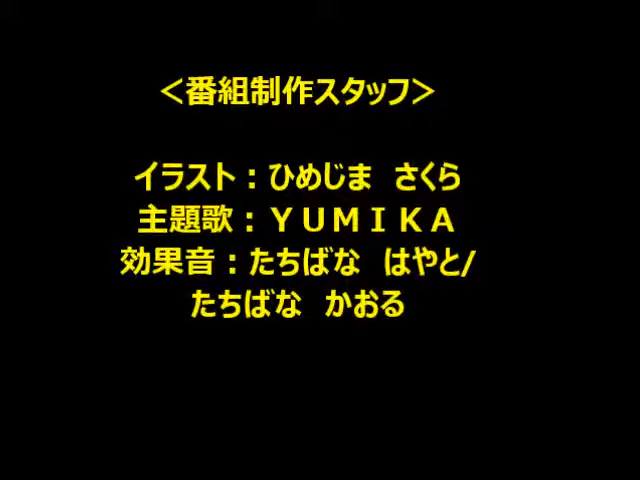 ＜番組制作スタッフ＞
イラスト：ひめじま　さくら
主題歌：ＹＵＭＩＫＡ
効果音：たちばな　はやと/
たちばな　かおる